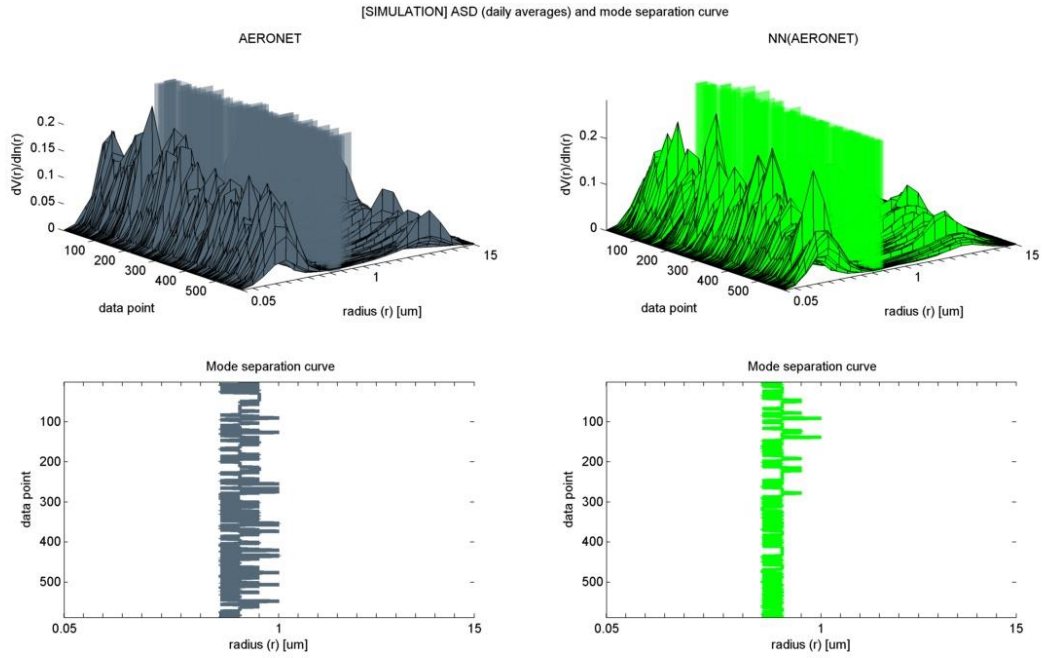 [SIMULATION] ASD (daily averages) and mode separation curve
AERONET
NN(AERONET)
dV(r)/dln(r)
0.2
0.15
0.1
0.05
0
100
200
300
400
500
data point
0.05
1
15
radius (r) [um]
dV(r)/dln(r)
0.2
0.1
0
100
200
300
400
500
data point
0.05
1
15
radius (r) [um]
Mode separation curve
data point
100
200
300
400
500
0.05
1
15
radius (r) [um]
Mode separation curve
data point
100
200
300
400
500
0.05
1
15
radius (r) [um]